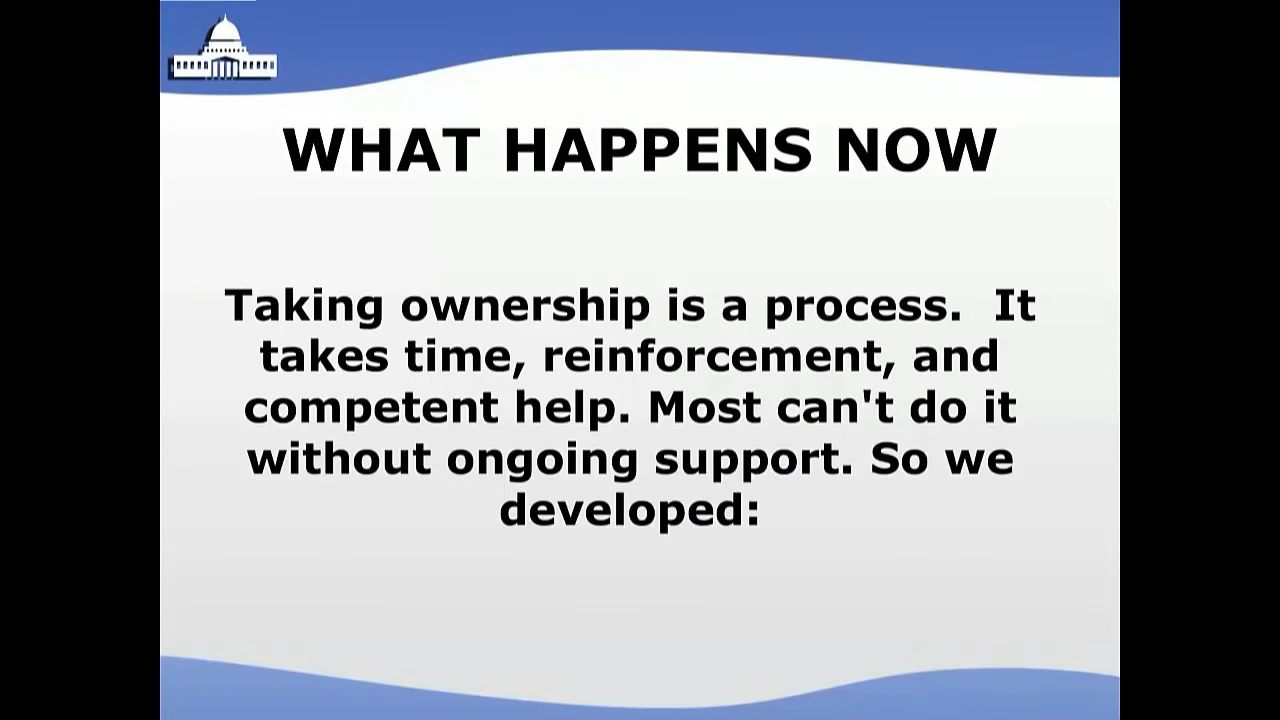 WHAT HAPPENS NOW
Taking ownership is a process.  It
takes time, reinforcement, and
competent help. Most can't do it
without ongoing support. So we
developed: